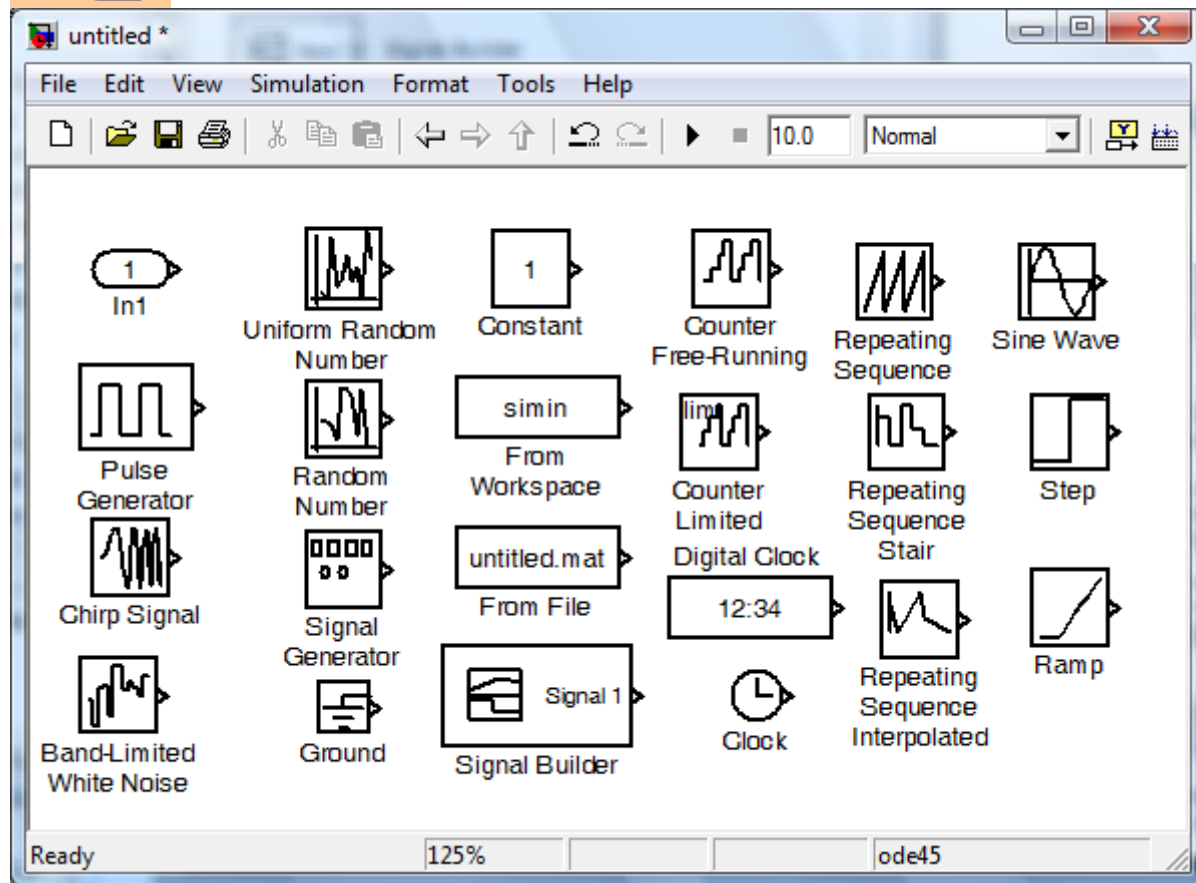 untitled *
File Edit View Simulation Format Tools Help
10.0 Normal
1
In1
Uniform Random
Number
1
Constant
Counter
Free-Running
Repeating
Sequence
Sine Wave
Pulse
Generator
Random
Number
simin
From
Workspace
lim
Counter
Limited
Repeating
Sequence
Stair
Step
Chirp Signal
Signal
Generator
untitled.mat
From File
Digital Clock
12:34
Repeating
Sequence
Interpolated
Ramp
Band-Limited
White Noise
Ground
Signal 1
Signal Builder
Clock
Ready 125% ode45